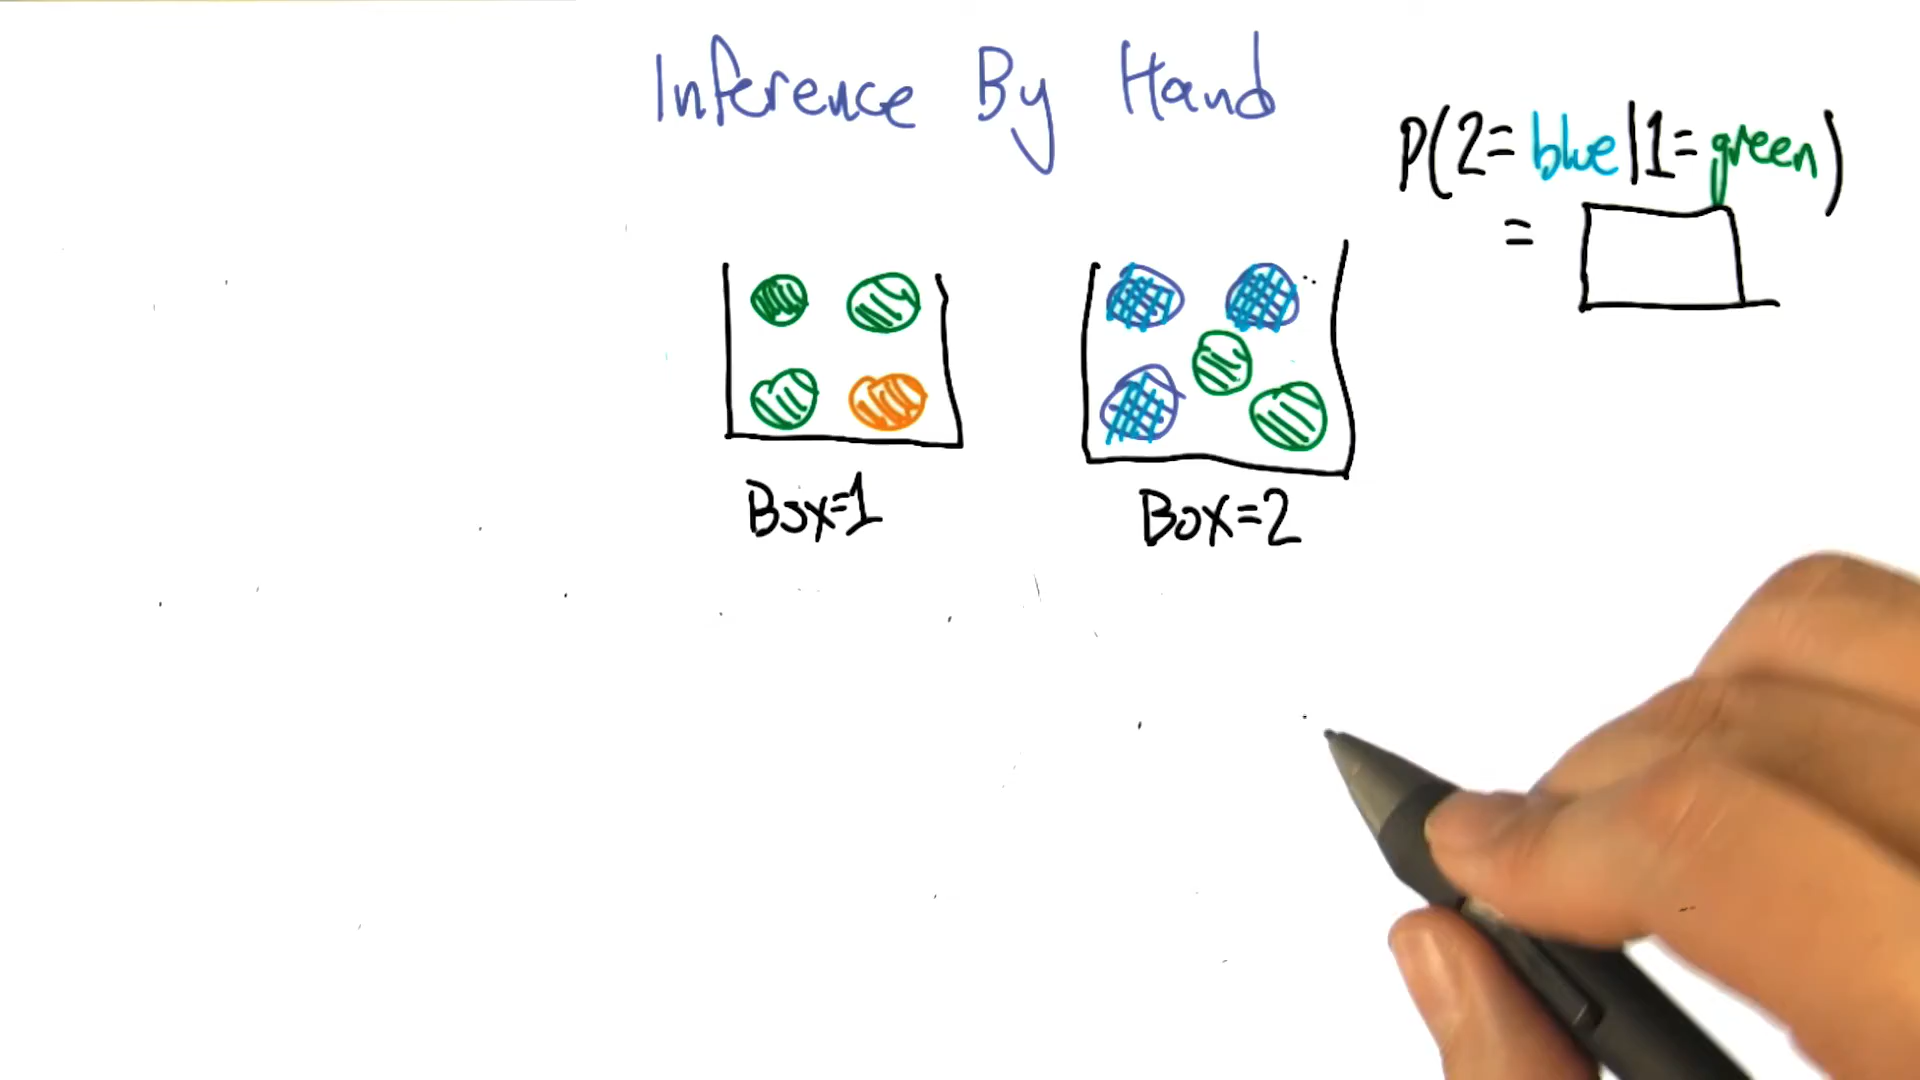 Inference By Hand
P(2=blue|1=green)
=
Box=1
Box=2